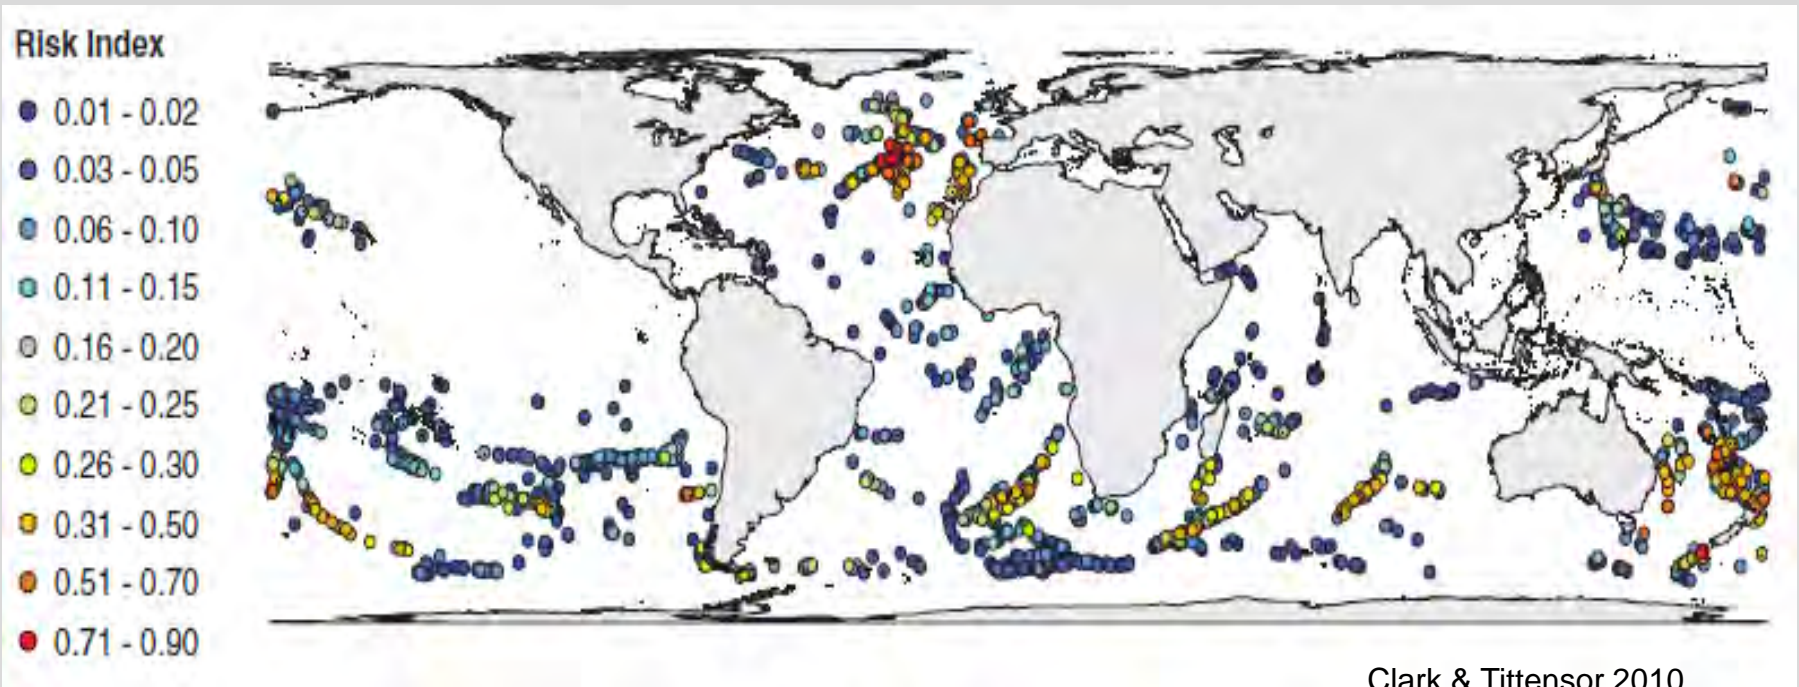 Risk Index
0.01 - 0.02
0.03 - 0.05
0.06 - 0.10
0.11 - 0.15
0.16 - 0.20
0.21 - 0.25
0.26 - 0.30
0.31 - 0.50
0.51 - 0.70
0.71 - 0.90
Clark & Tittensor 2010